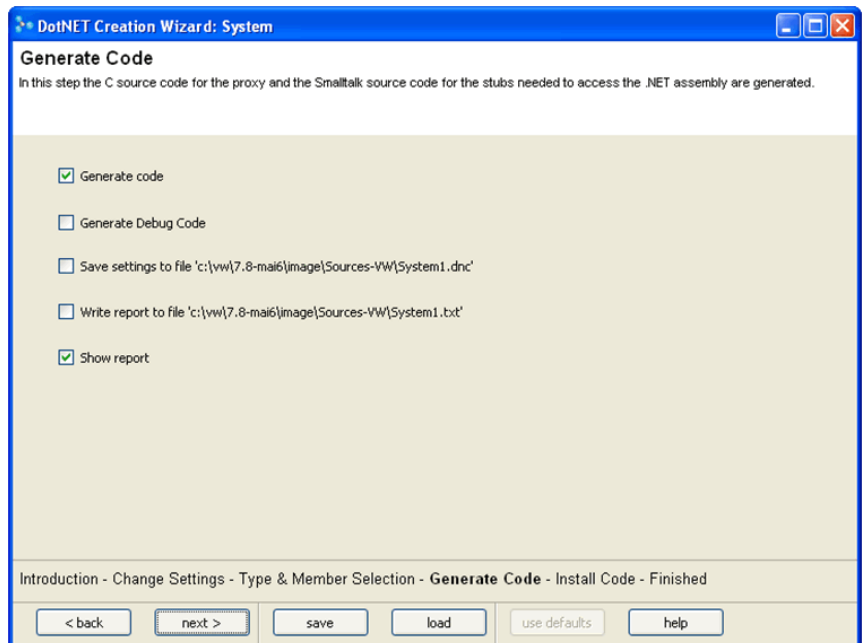 DotNET Creation Wizard: System
Generate Code
In this step the C source code for the proxy and the Smalltalk source code for the stubs needed to access the .NET assembly are generated.
Generate code
Generate Debug Code
Save settings to file 'c:\vw\7.8-mai6\image\Sources-VW\System1.dnc'
Write report to file 'c:\vw\7.8-mai6\image\Sources-VW\System1.txt'
Show report
Introduction - Change Settings - Type & Member Selection - Generate Code - Install Code - Finished
< back next > save load use defaults help